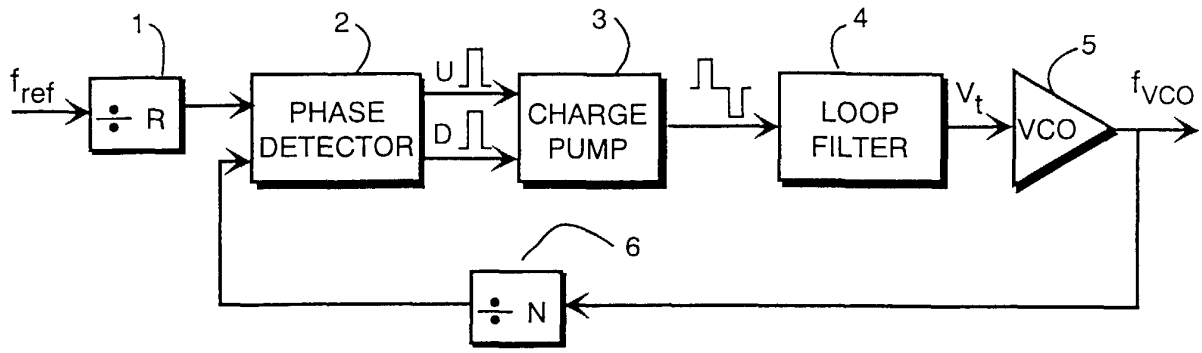 1
2
3
4
5
f_ref
÷ R
PHASE
DETECTOR
U
D
CHARGE
PUMP
LOOP
FILTER
V_t
VCO
f_VCO
6
÷ N